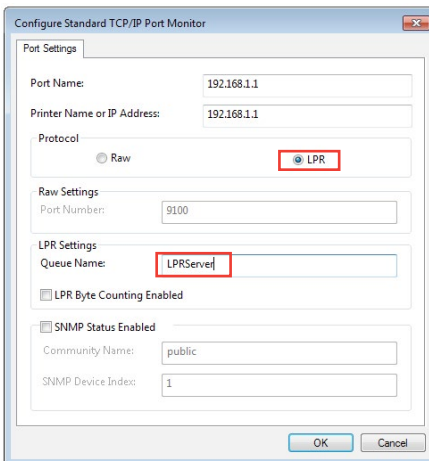 Configure Standard TCP/IP Port Monitor
Port Settings
Port Name: 192.168.1.1
Printer Name or IP Address: 192.168.1.1
Protocol
Raw LPR
Raw Settings
Port Number: 9100
LPR Settings
Queue Name: LPRServer
LPR Byte Counting Enabled
SNMP Status Enabled
Community Name: public
SNMP Device Index: 1
OK Cancel